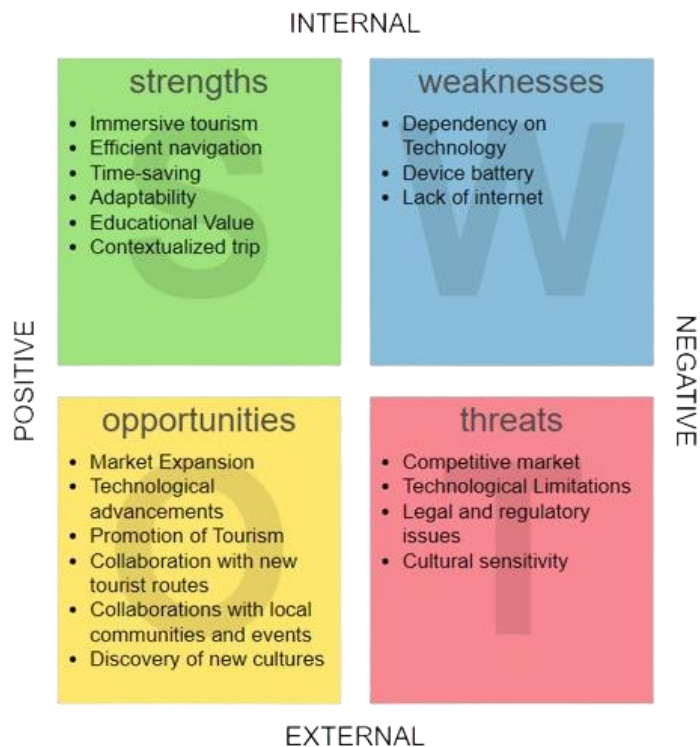 INTERNAL
strengths
• Immersive tourism
• Efficient navigation
• Time-saving
• Adaptability
• Educational Value
• Contextualized trip
S
weaknesses
• Dependency on
Technology
• Device battery
• Lack of internet
W
POSITIVE
NEGATIVE
opportunities
• Market Expansion
• Technological
advancements
• Promotion of Tourism
• Collaboration with new
tourist routes
• Collaborations with local
communities and events
• Discovery of new cultures
O
threats
• Competitive market
• Technological Limitations
• Legal and regulatory
issues
• Cultural sensitivity
T
EXTERNAL